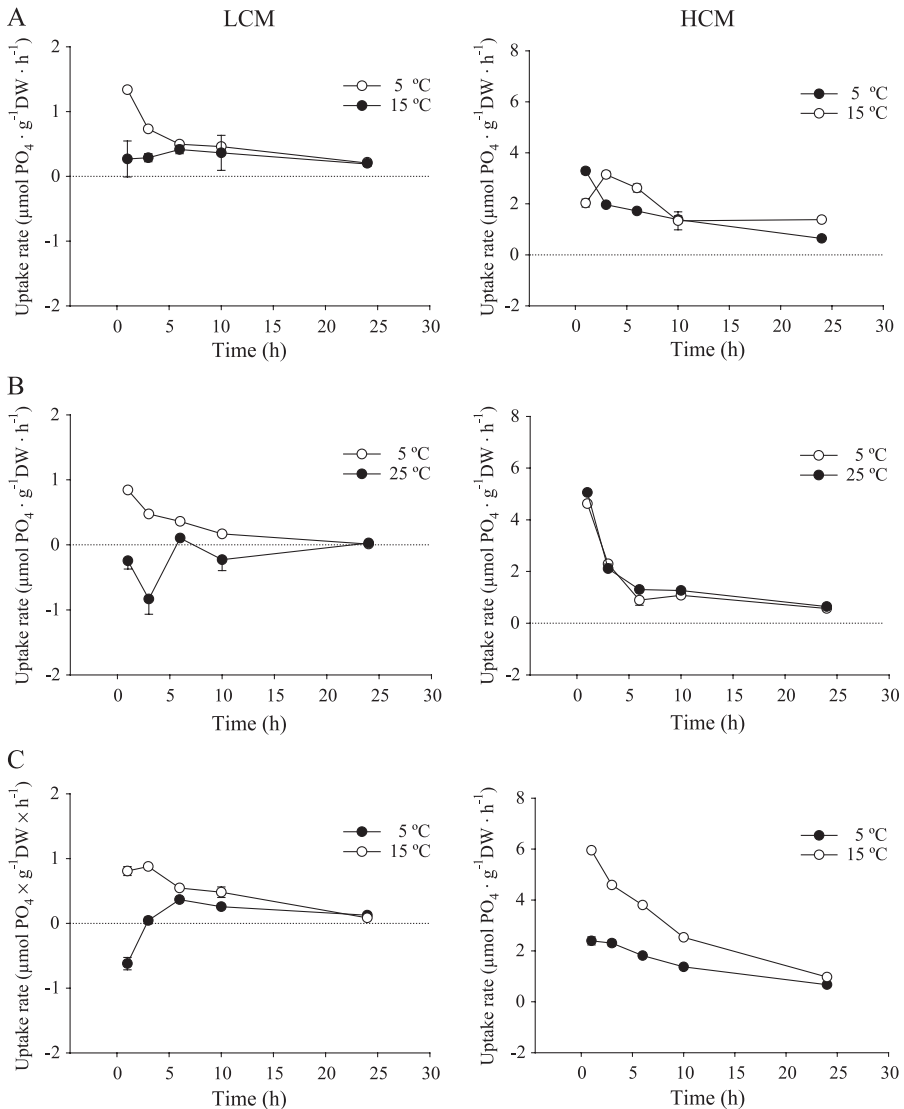 A
LCM
HCM
Uptake rate (µmol PO₄ · g⁻¹DW · h⁻¹)
2
1
0
-1
-2
5 ºC
15 ºC
0 5 10 15 20 25 30
Time (h)
Uptake rate (µmol PO₄ · g⁻¹DW · h⁻¹)
8
6
4
2
0
-2
5 ºC
15 ºC
0 5 10 15 20 25 30
Time (h)
B
Uptake rate (µmol PO₄ · g⁻¹DW · h⁻¹)
2
1
0
-1
-2
5 ºC
25 ºC
0 5 10 15 20 25 30
Time (h)
Uptake rate (µmol PO₄ · g⁻¹DW · h⁻¹)
8
6
4
2
0
-2
5 ºC
25 ºC
0 5 10 15 20 25 30
Time (h)
C
Uptake rate (µmol PO₄ × g⁻¹DW × h⁻¹)
2
1
0
-1
-2
5 ºC
15 ºC
0 5 10 15 20 25 30
Time (h)
Uptake rate (µmol PO₄ · g⁻¹DW · h⁻¹)
8
6
4
2
0
-2
5 ºC
15 ºC
0 5 10 15 20 25 30
Time (h)